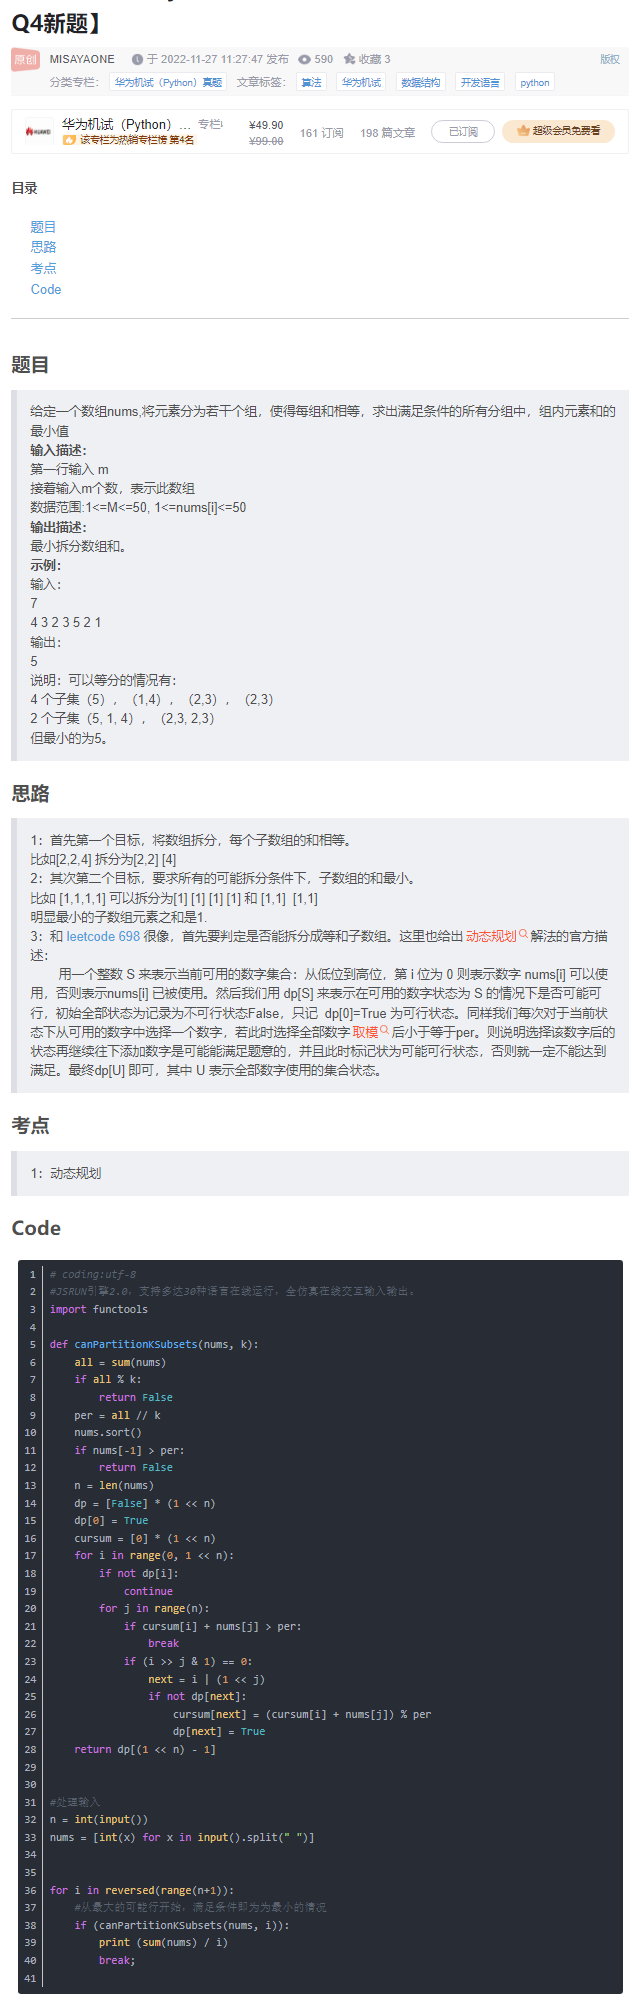 Q4新题】
原创 MISAYAONE 于 2022-11-27 11:27:47 发布 590 收藏 3 版权
分类专栏： 华为机试（Python）真题 文章标签： 算法 华为机试 数据结构 开发语言 python
HUAWEI 华为机试（Python）... 专栏 ¥49.90 161 订阅 198 篇文章 已订阅 超级会员免费看
该专栏为热销专栏榜 第4名 ¥99.00
目录
题目
思路
考点
Code
题目
给定一个数组nums,将元素分为若干个组，使得每组和相等，求出满足条件的所有分组中，组内元素和的
最小值
输入描述：
第一行输入 m
接着输入m个数，表示此数组
数据范围:1<=M<=50, 1<=nums[i]<=50
输出描述：
最小拆分数组和。
示例：
输入：
7
4 3 2 3 5 2 1
输出：
5
说明：可以等分的情况有：
4 个子集（5），（1,4），（2,3），（2,3）
2 个子集（5, 1, 4），（2,3, 2,3）
但最小的为5。
思路
1：首先第一个目标，将数组拆分，每个子数组的和相等。
比如[2,2,4] 拆分为[2,2] [4]
2：其次第二个目标，要求所有的可能拆分条件下，子数组的和最小。
比如 [1,1,1,1] 可以拆分为[1] [1] [1] [1] 和 [1,1]  [1,1]
明显最小的子数组元素之和是1.
3：和 leetcode 698 很像，首先要判定是否能拆分成等和子数组。这里也给出 动态规划 解法的官方描
述：
用一个整数 S 来表示当前可用的数字集合：从低位到高位，第 i 位为 0 则表示数字 nums[i] 可以使
用，否则表示nums[i] 已被使用。然后我们用 dp[S] 来表示在可用的数字状态为 S 的情况下是否可能可
行，初始全部状态为记录为不可行状态False，只记  dp[0]=True 为可行状态。同样我们每次对于当前状
态下从可用的数字中选择一个数字，若此时选择全部数字 取模 后小于等于per。则说明选择该数字后的
状态再继续往下添加数字是可能能满足题意的，并且此时标记状为可能可行状态，否则就一定不能达到
满足。最终dp[U] 即可，其中 U 表示全部数字使用的集合状态。
考点
1：动态规划
Code
1 # coding:utf-8
2 #JSRUN引擎2.0，支持多达30种语言在线运行，全仿真在线交互输入输出。
3 import functools
4
5 def canPartitionKSubsets(nums, k):
6     all = sum(nums)
7     if all % k:
8         return False
9     per = all // k
10     nums.sort()
11     if nums[-1] > per:
12         return False
13     n = len(nums)
14     dp = [False] * (1 << n)
15     dp[0] = True
16     cursum = [0] * (1 << n)
17     for i in range(0, 1 << n):
18         if not dp[i]:
19             continue
20         for j in range(n):
21             if cursum[i] + nums[j] > per:
22                 break
23             if (i >> j & 1) == 0:
24                 next = i | (1 << j)
25                 if not dp[next]:
26                     cursum[next] = (cursum[i] + nums[j]) % per
27                     dp[next] = True
28     return dp[(1 << n) - 1]
29
30
31 #处理输入
32 n = int(input())
33 nums = [int(x) for x in input().split(" ")]
34
35
36 for i in reversed(range(n+1)):
37     #从最大的可能行开始，满足条件即为为最小的情况
38     if (canPartitionKSubsets(nums, i)):
39         print (sum(nums) / i)
40         break;
41